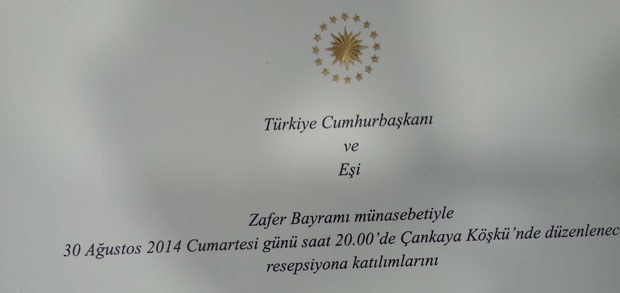 Türkiye Cumhurbaşkanı
ve
Eşi
Zafer Bayramı münasebetiyle
30 Ağustos 2014 Cumartesi günü saat 20.00'de Çankaya Köşkü'nde düzenlenec
resepsiyona katılımlarını